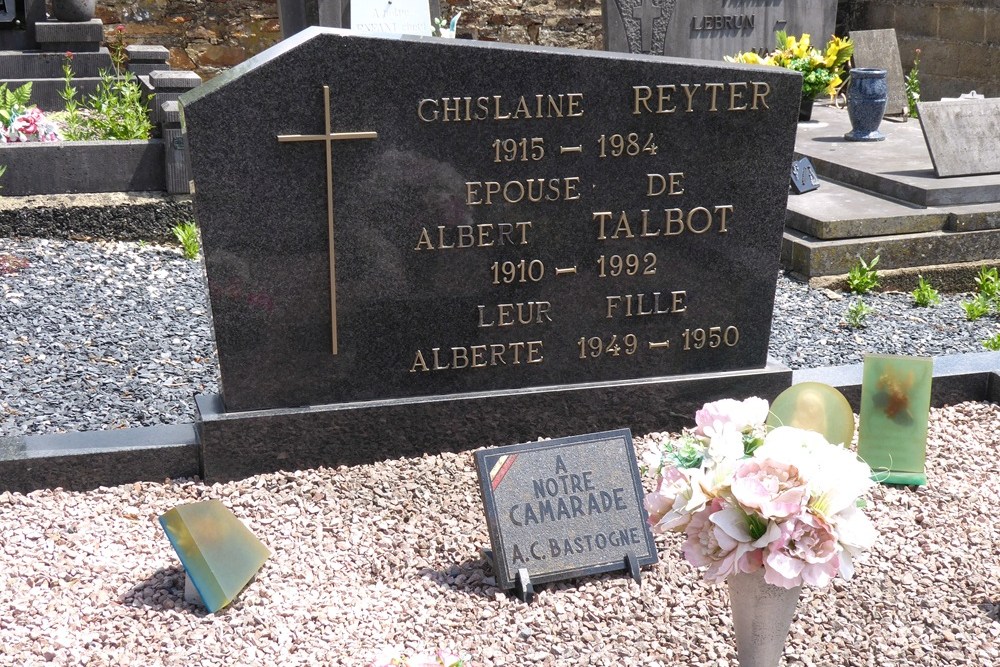 LEBRUN
GHISLAINE REYTER
1915 – 1984
EPOUSE DE
ALBERT TALBOT
1910 – 1992
LEUR FILLE
ALBERTE 1949 – 1950
A
NOTRE
CAMARADE
A.C. BASTOGNE